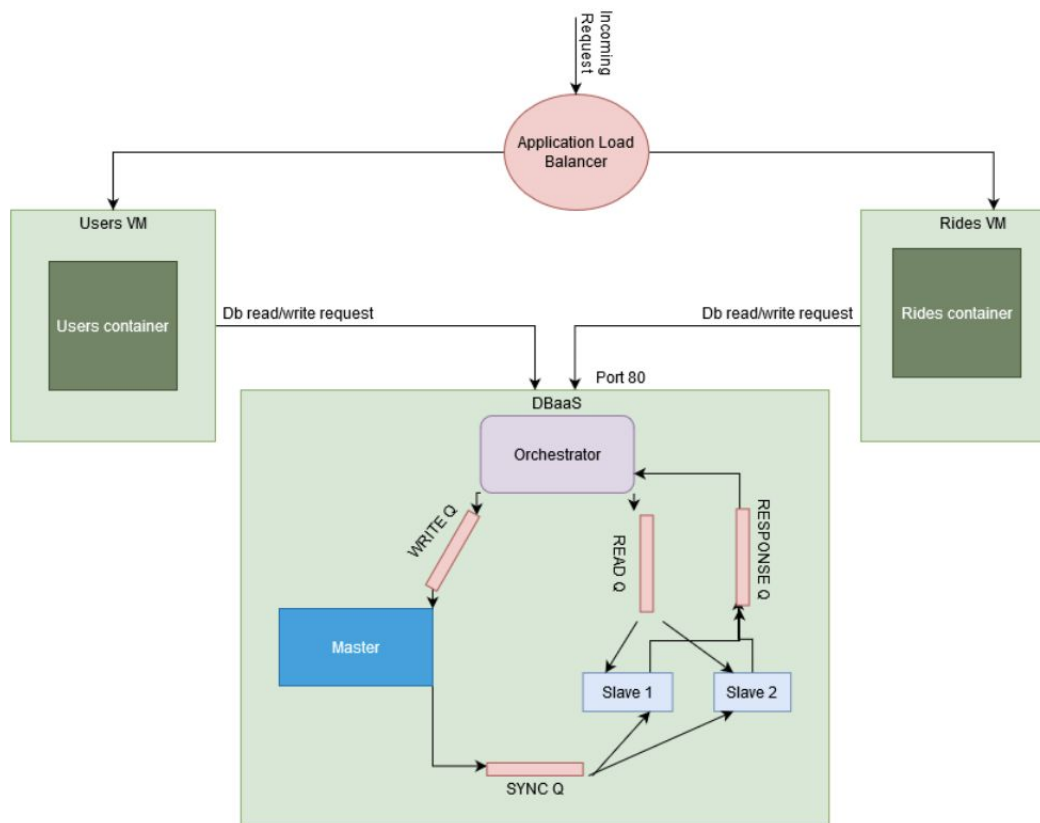 Incoming
Request
Application Load
Balancer
Users VM
Rides VM
Users container
Rides container
Db read/write request
Db read/write request
Port 80
DBaaS
Orchestrator
WRITE Q
READ Q
RESPONSE Q
Master
Slave 1
Slave 2
SYNC Q